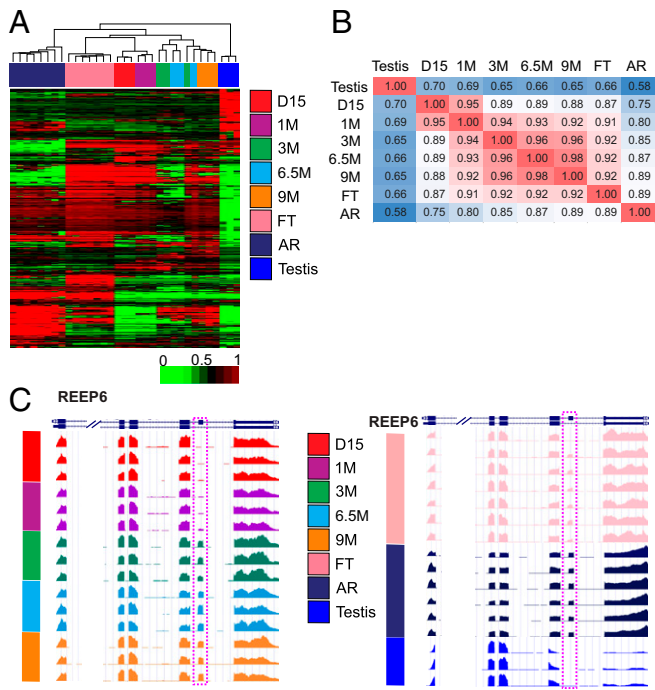 A
D15
1M
3M
6.5M
9M
FT
AR
Testis
0 0.5 1
B
Testis D15 1M 3M 6.5M 9M FT AR
Testis 1.00 0.70 0.69 0.65 0.66 0.65 0.66 0.58
D15 0.70 1.00 0.95 0.89 0.89 0.88 0.87 0.75
1M 0.69 0.95 1.00 0.94 0.93 0.92 0.91 0.80
3M 0.65 0.89 0.94 1.00 0.96 0.96 0.92 0.85
6.5M 0.66 0.89 0.93 0.96 1.00 0.98 0.92 0.87
9M 0.65 0.88 0.92 0.96 0.98 1.00 0.92 0.89
FT 0.66 0.87 0.91 0.92 0.92 0.92 1.00 0.89
AR 0.58 0.75 0.80 0.85 0.87 0.89 0.89 1.00
C
REEP6
D15
1M
3M
6.5M
9M
FT
AR
Testis
REEP6